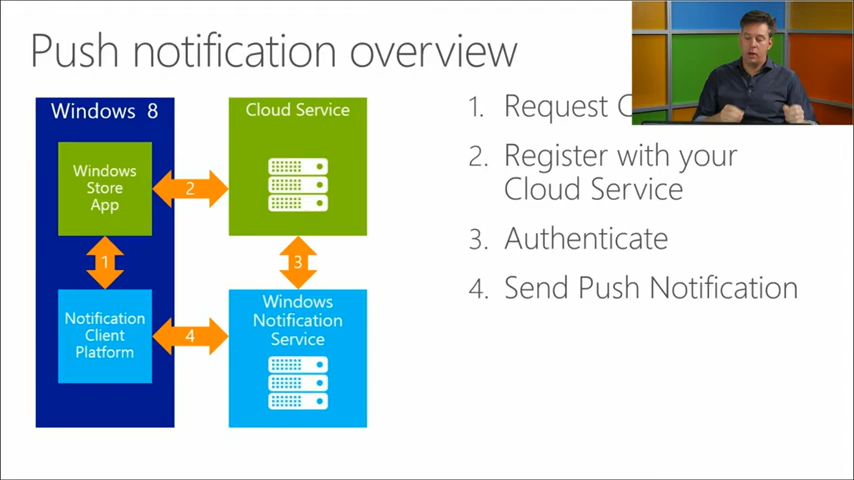 Push notification overview
Windows 8
Cloud Service
Windows
Store
App
2
1
3
Notification
Client
Platform
4
Windows
Notification
Service
1. Request
2. Register with your
Cloud Service
3. Authenticate
4. Send Push Notification